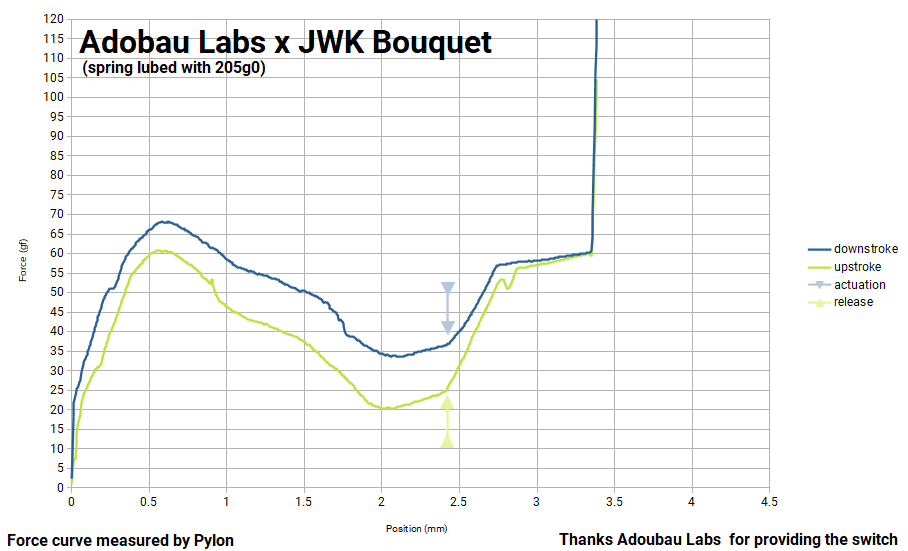 Adobau Labs x JWK Bouquet
(spring lubed with 205g0)
120
115
110
105
100
95
90
85
80
75
70
65
60
55
50
45
40
35
30
25
20
15
10
5
0
Force (gf)
0 0.5 1 1.5 2 2.5 3 3.5 4 4.5
Position (mm)
downstroke
upstroke
actuation
release
Force curve measured by Pylon
Thanks Adoubau Labs for providing the switch